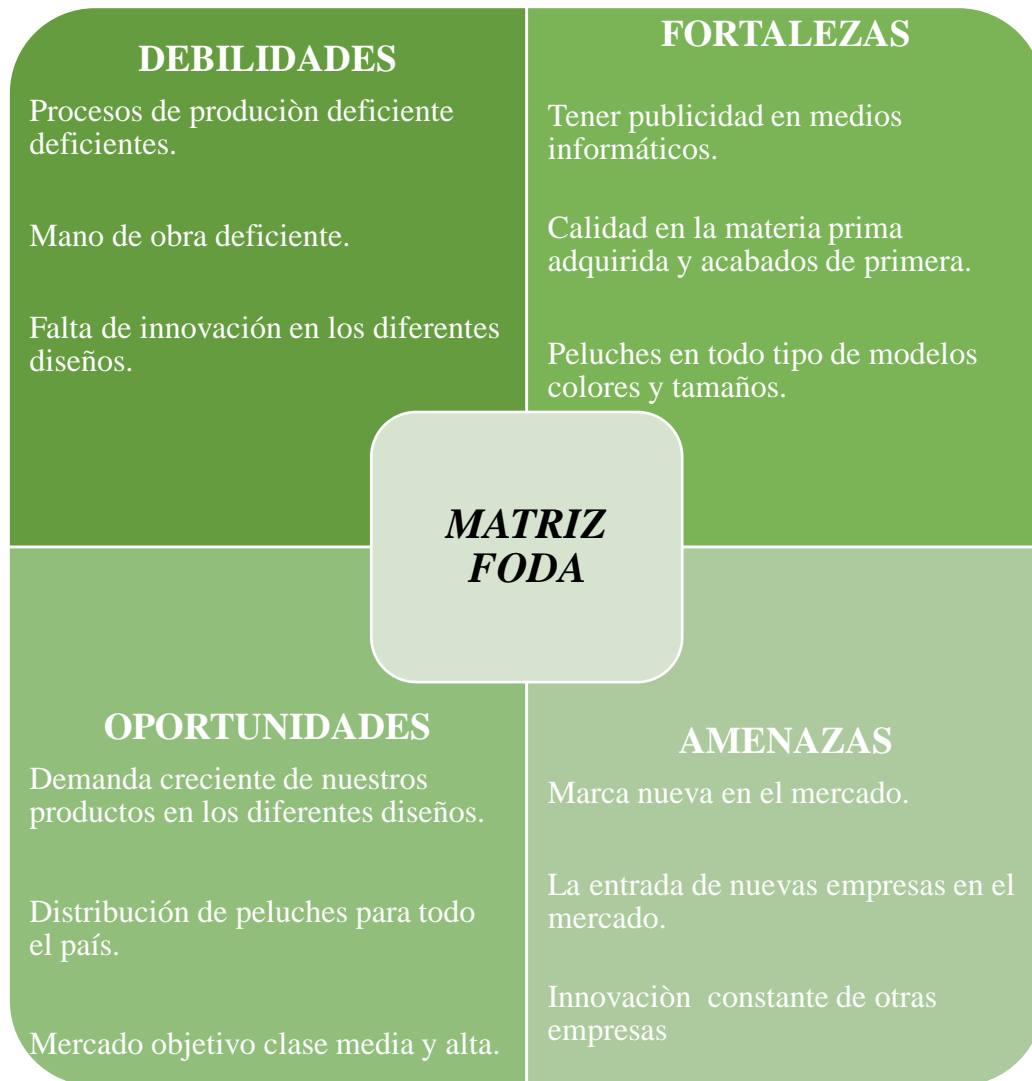 DEBILIDADES
Procesos de produciòn deficiente
deficientes.
Mano de obra deficiente.
Falta de innovación en los diferentes
diseños.
FORTALEZAS
Tener publicidad en medios
informáticos.
Calidad en la materia prima
adquirida y acabados de primera.
Peluches en todo tipo de modelos
colores y tamaños.
MATRIZ
FODA
OPORTUNIDADES
Demanda creciente de nuestros
productos en los diferentes diseños.
Distribución de peluches para todo
el país.
Mercado objetivo clase media y alta.
AMENAZAS
Marca nueva en el mercado.
La entrada de nuevas empresas en el
mercado.
Innovaciòn  constante de otras
empresas